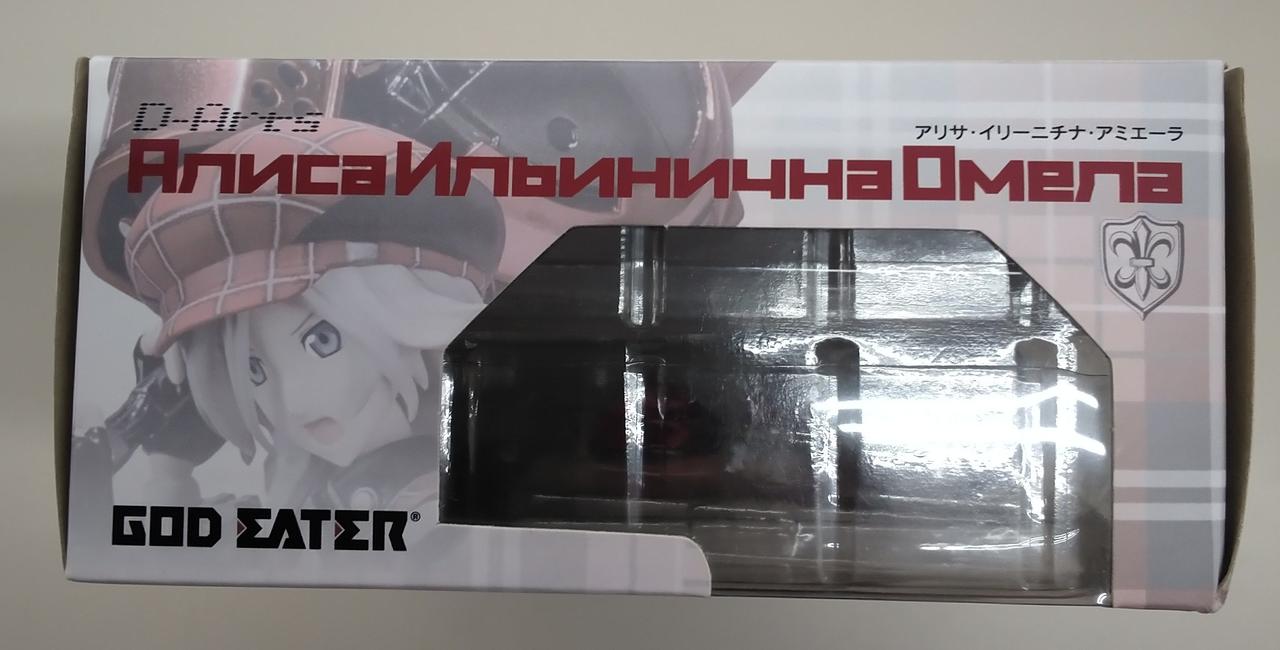 D-Arts
アリサ・イリーニチナ・アミエーラ
Алиса Ильинична Омела
GOD EATER®